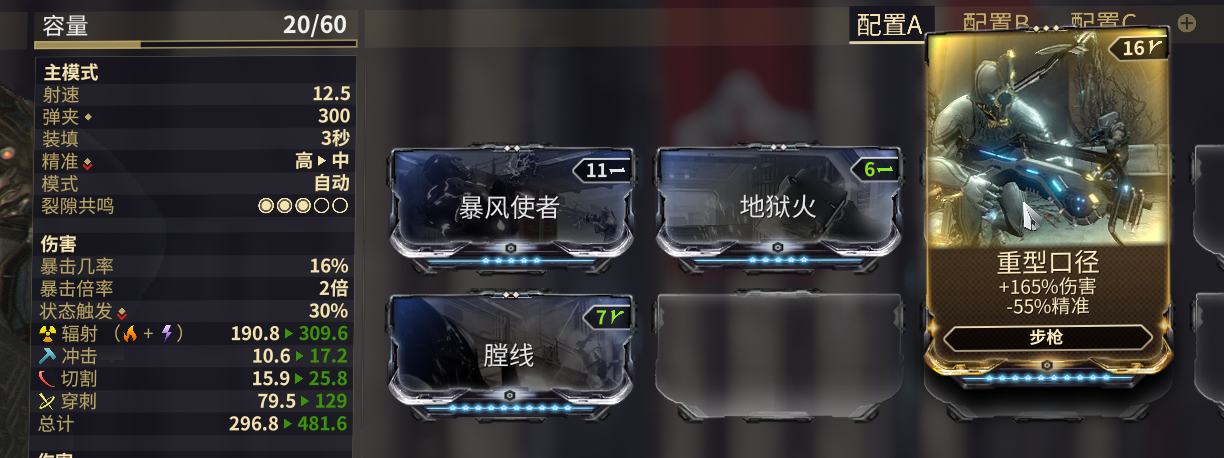 容量 20/60
配置A 配置B 配置C
主模式
射速 12.5
弹夹 300
装填 3秒
精准 高 中
模式 自动
裂隙共鸣
伤害
暴击几率 16%
暴击倍率 2倍
状态触发 30%
辐射 ( + ) 190.8 309.6
冲击 10.6 17.2
切割 15.9 25.8
穿刺 79.5 129
总计 296.8 481.6
11
暴风使者
6
地狱火
7
膛线
16
重型口径
+165%伤害
-55%精准
步枪